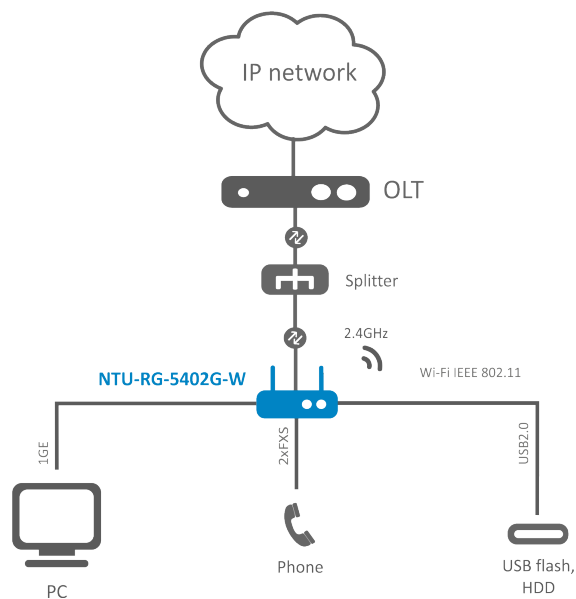 IP network
OLT
Splitter
2.4GHz
Wi-Fi IEEE 802.11
NTU-RG-5402G-W
1GE
2xFXS
USB2.0
PC
Phone
USB flash,
HDD